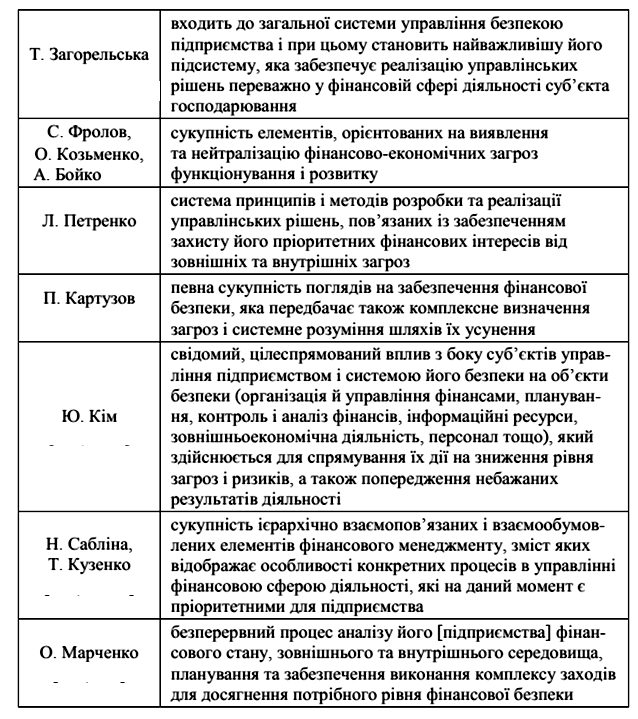 Т. Загорельська
входить до загальної системи управління безпекою
підприємства і при цьому становить найважливішу його
підсистему, яка забезпечує реалізацію управлінських
рішень переважно у фінансовій сфері діяльності суб’єкта
господарювання
С. Фролов,
О. Козьменко,
А. Бойко
сукупність елементів, орієнтованих на виявлення
та нейтралізацію фінансово-економічних загроз
функціонування і розвитку
Л. Петренко
система принципів і методів розробки та реалізації
управлінських рішень, пов’язаних із забезпеченням
захисту його пріоритетних фінансових інтересів від
зовнішніх та внутрішніх загроз
П. Картузов
певна сукупність поглядів на забезпечення фінансової
безпеки, яка передбачає також комплексне визначення
загроз і системне розуміння шляхів їх усунення
Ю. Кім
свідомий, цілеспрямований вплив з боку суб’єктів управ-
ління підприємством і системою його безпеки на об’єкти
безпеки (організація й управління фінансами, плануван-
ня, контроль і аналіз фінансів, інформаційні ресурси,
зовнішньоекономічна діяльність, персонал тощо), який
здійснюється для спрямування їх дії на зниження рівня
загроз і ризиків, а також попередження небажаних
результатів діяльності
Н. Сабліна,
Т. Кузенко
сукупність ієрархічно взаємопов’язаних і взаємообумов-
лених елементів фінансового менеджменту, зміст яких
відображає особливості конкретних процесів в управлінні
фінансовою сферою діяльності, які на даний момент є
пріоритетними для підприємства
О. Марченко
безперервний процес аналізу його [підприємства] фінан-
сового стану, зовнішнього та внутрішнього середовища,
планування та забезпечення виконання комплексу заходів
для досягнення потрібного рівня фінансової безпеки